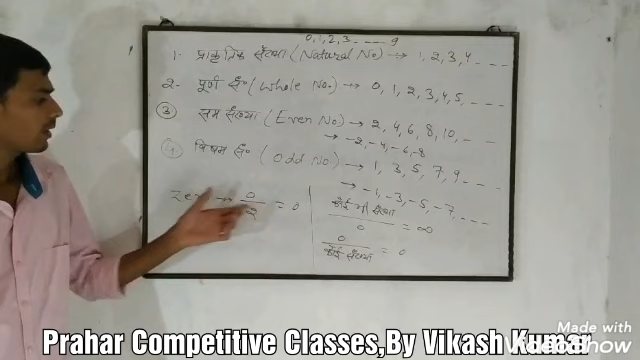 0, 1, 2, 3 ---- 9
1- प्राकृतिक संख्या (Natural No.) → 1, 2, 3, 4 ----
2- पूर्ण सं० (Whole No.) → 0, 1, 2, 3, 4, 5, ----
③ सम संख्या (Even No.) → 2, 4, 6, 8, 10, --
→ -2, -4, -6, -8
④ विषम सं० (Odd No) → 1, 3, 5, 7, 9 ----
→ -1, -3, -5, -7, ----
0/2 = 0
कोई भी संख्या/0 = ∞
0/कोई संख्या = 0
Made with
Prahar Competitive Classes,By Vikash Kumar